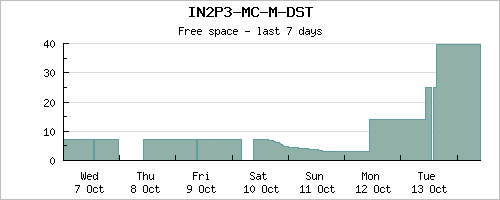 IN2P3-MC-M-DST
Free space - last 7 days
40
30
20
10
0
Wed Thu Fri Sat Sun Mon Tue
7 Oct 8 Oct 9 Oct 10 Oct 11 Oct 12 Oct 13 Oct